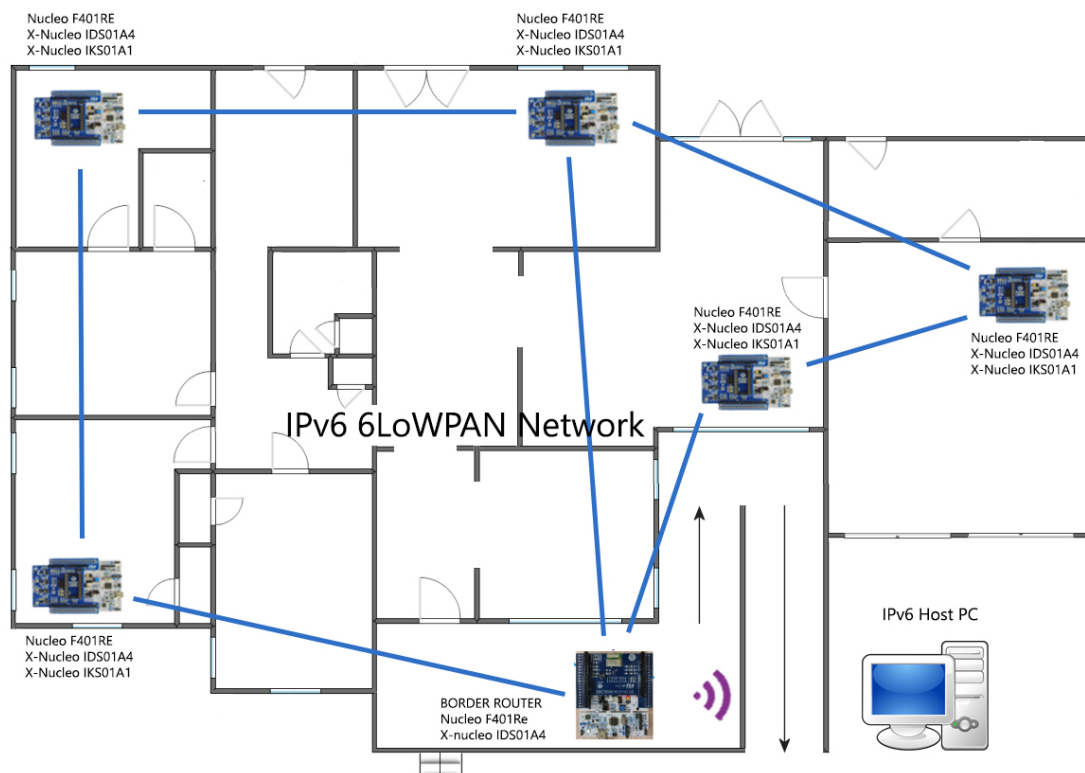 Nucleo F401RE
X-Nucleo IDS01A4
X-Nucleo IKS01A1
Nucleo F401RE
X-Nucleo IDS01A4
X-Nucleo IKS01A1
Nucleo F401RE
X-Nucleo IDS01A4
X-Nucleo IKS01A1
Nucleo F401RE
X-Nucleo IDS01A4
X-Nucleo IKS01A1
IPv6 6LoWPAN Network
IPv6 Host PC
Nucleo F401RE
X-Nucleo IDS01A4
X-Nucleo IKS01A1
BORDER ROUTER
Nucleo F401Re
X-nucleo IDS01A4